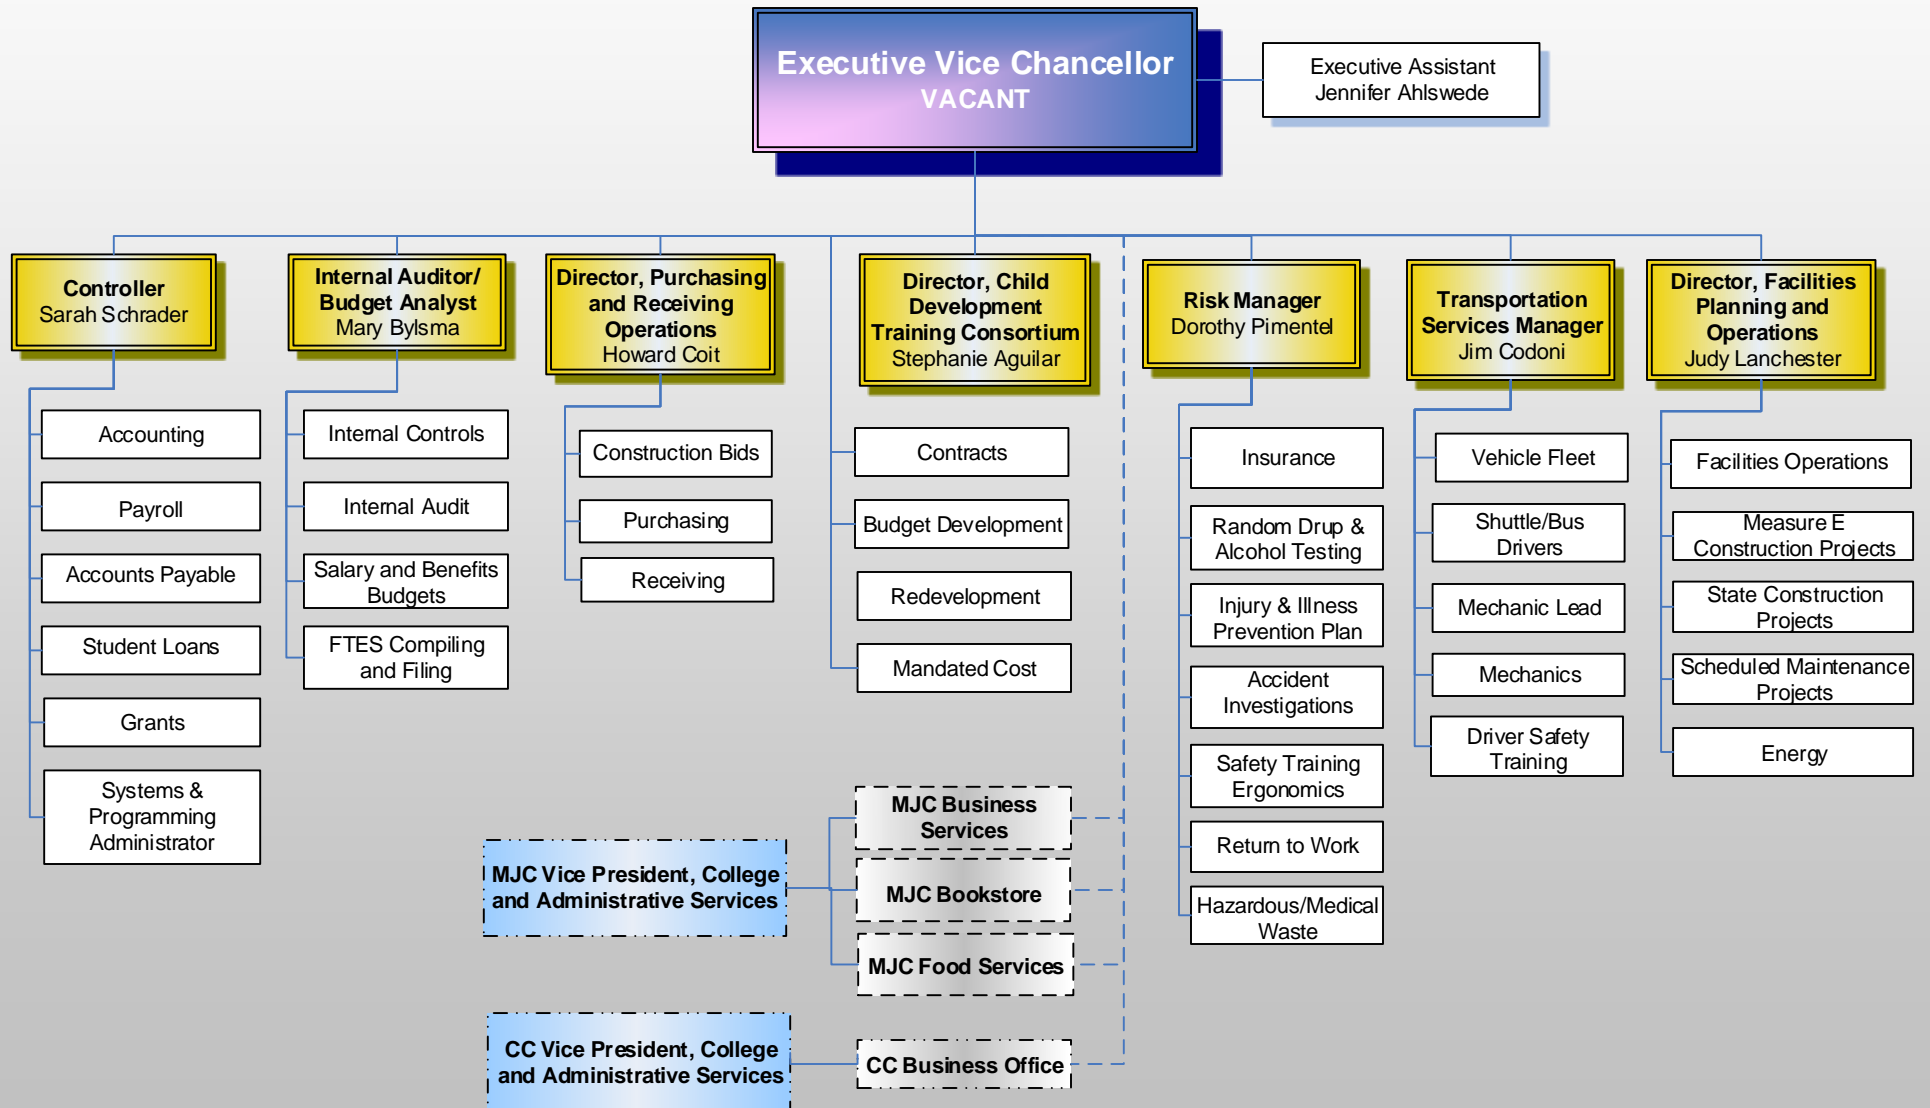 Executive Vice Chancellor
VACANT
Executive Assistant
Jennifer Ahlswede
Controller
Sarah Schrader
Internal Auditor/
Budget Analyst
Mary Bylsma
Director, Purchasing
and Receiving
Operations
Howard Coit
Director, Child
Development
Training Consortium
Stephanie Aguilar
Risk Manager
Dorothy Pimentel
Transportation
Services Manager
Jim Codoni
Director, Facilities
Planning and
Operations
Judy Lanchester
Accounting
Payroll
Accounts Payable
Student Loans
Grants
Systems &
Programming
Administrator
Internal Controls
Internal Audit
Salary and Benefits
Budgets
FTES Compiling
and Filing
Construction Bids
Purchasing
Receiving
Contracts
Budget Development
Redevelopment
Mandated Cost
Insurance
Random Drup &
Alcohol Testing
Injury & Illness
Prevention Plan
Accident
Investigations
Safety Training
Ergonomics
Return to Work
Hazardous/Medical
Waste
Vehicle Fleet
Shuttle/Bus
Drivers
Mechanic Lead
Mechanics
Driver Safety
Training
Facilities Operations
Measure E
Construction Projects
State Construction
Projects
Scheduled Maintenance
Projects
Energy
MJC Vice President, College
and Administrative Services
MJC Business
Services
MJC Bookstore
MJC Food Services
CC Vice President, College
and Administrative Services
CC Business Office